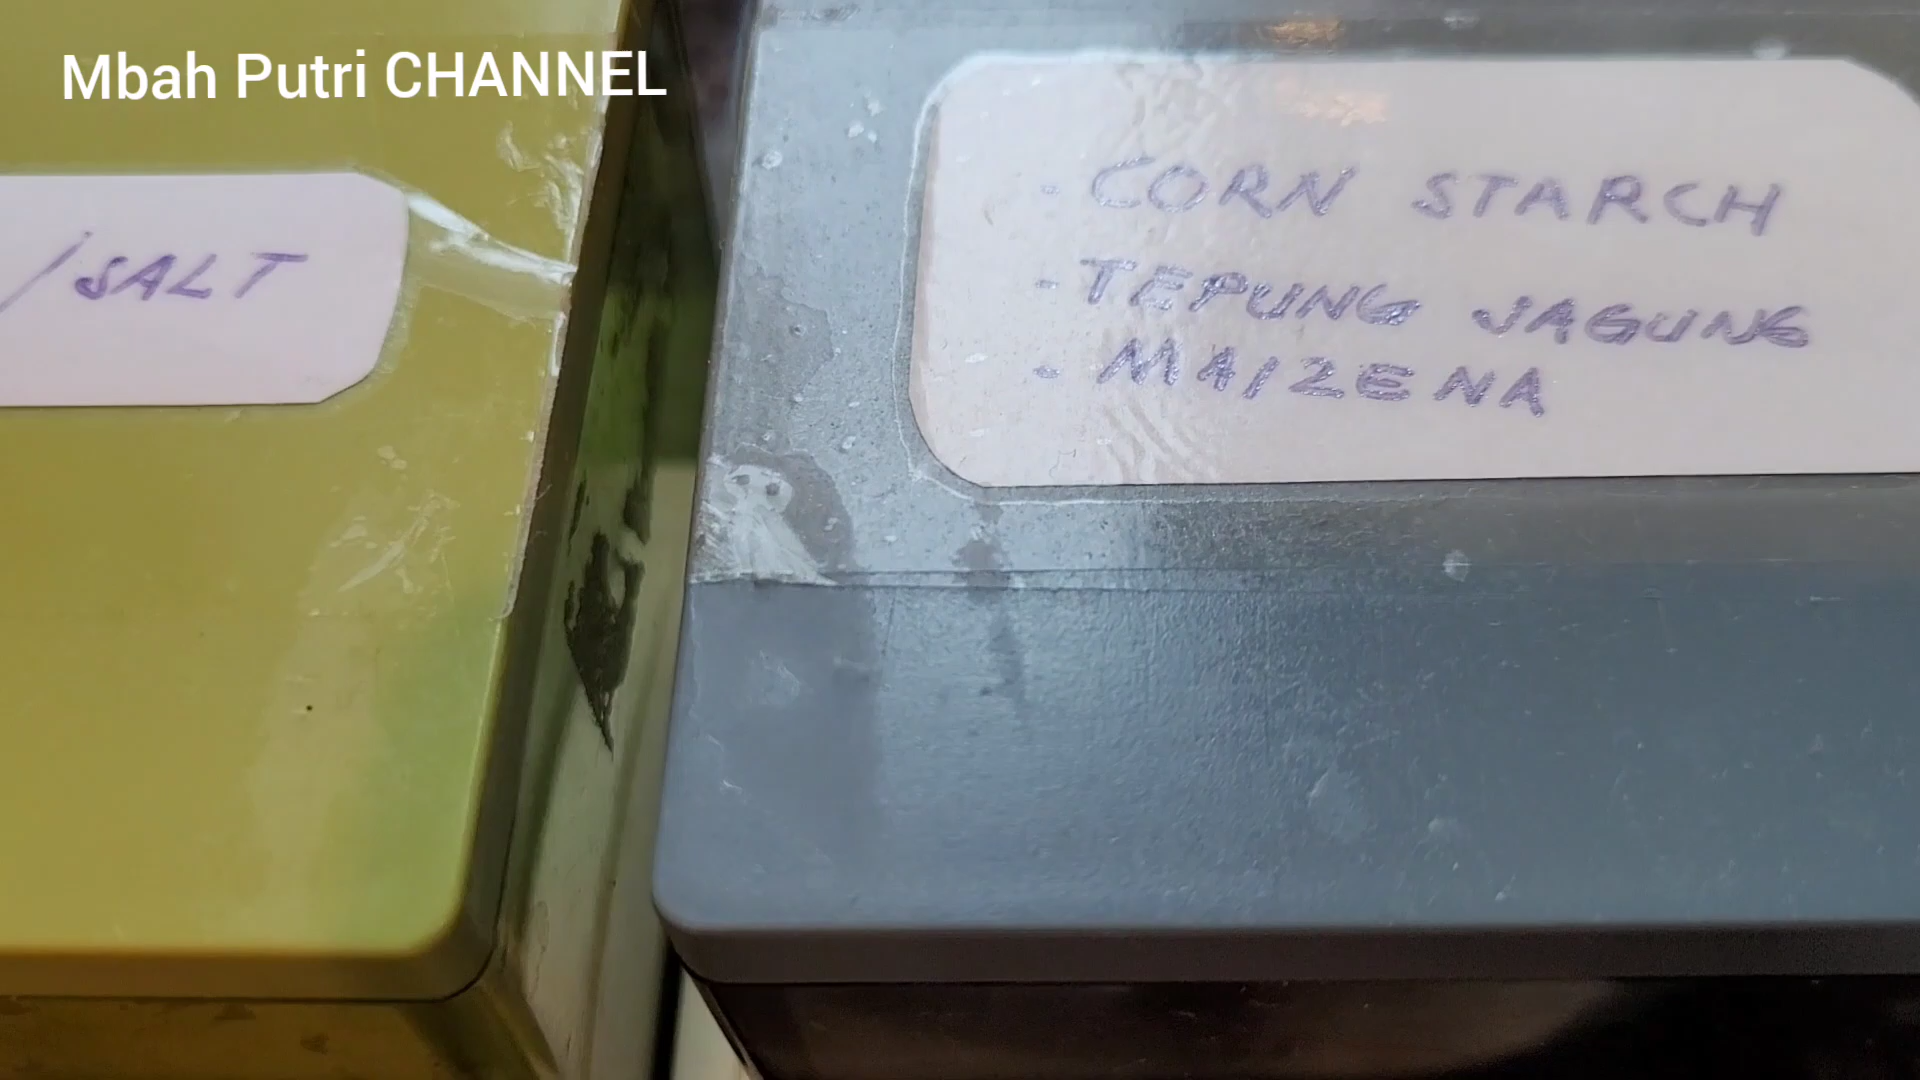 Mbah Putri CHANNEL
/SALT
- CORN STARCH
- TEPUNG JAGUNG
- MAIZENA